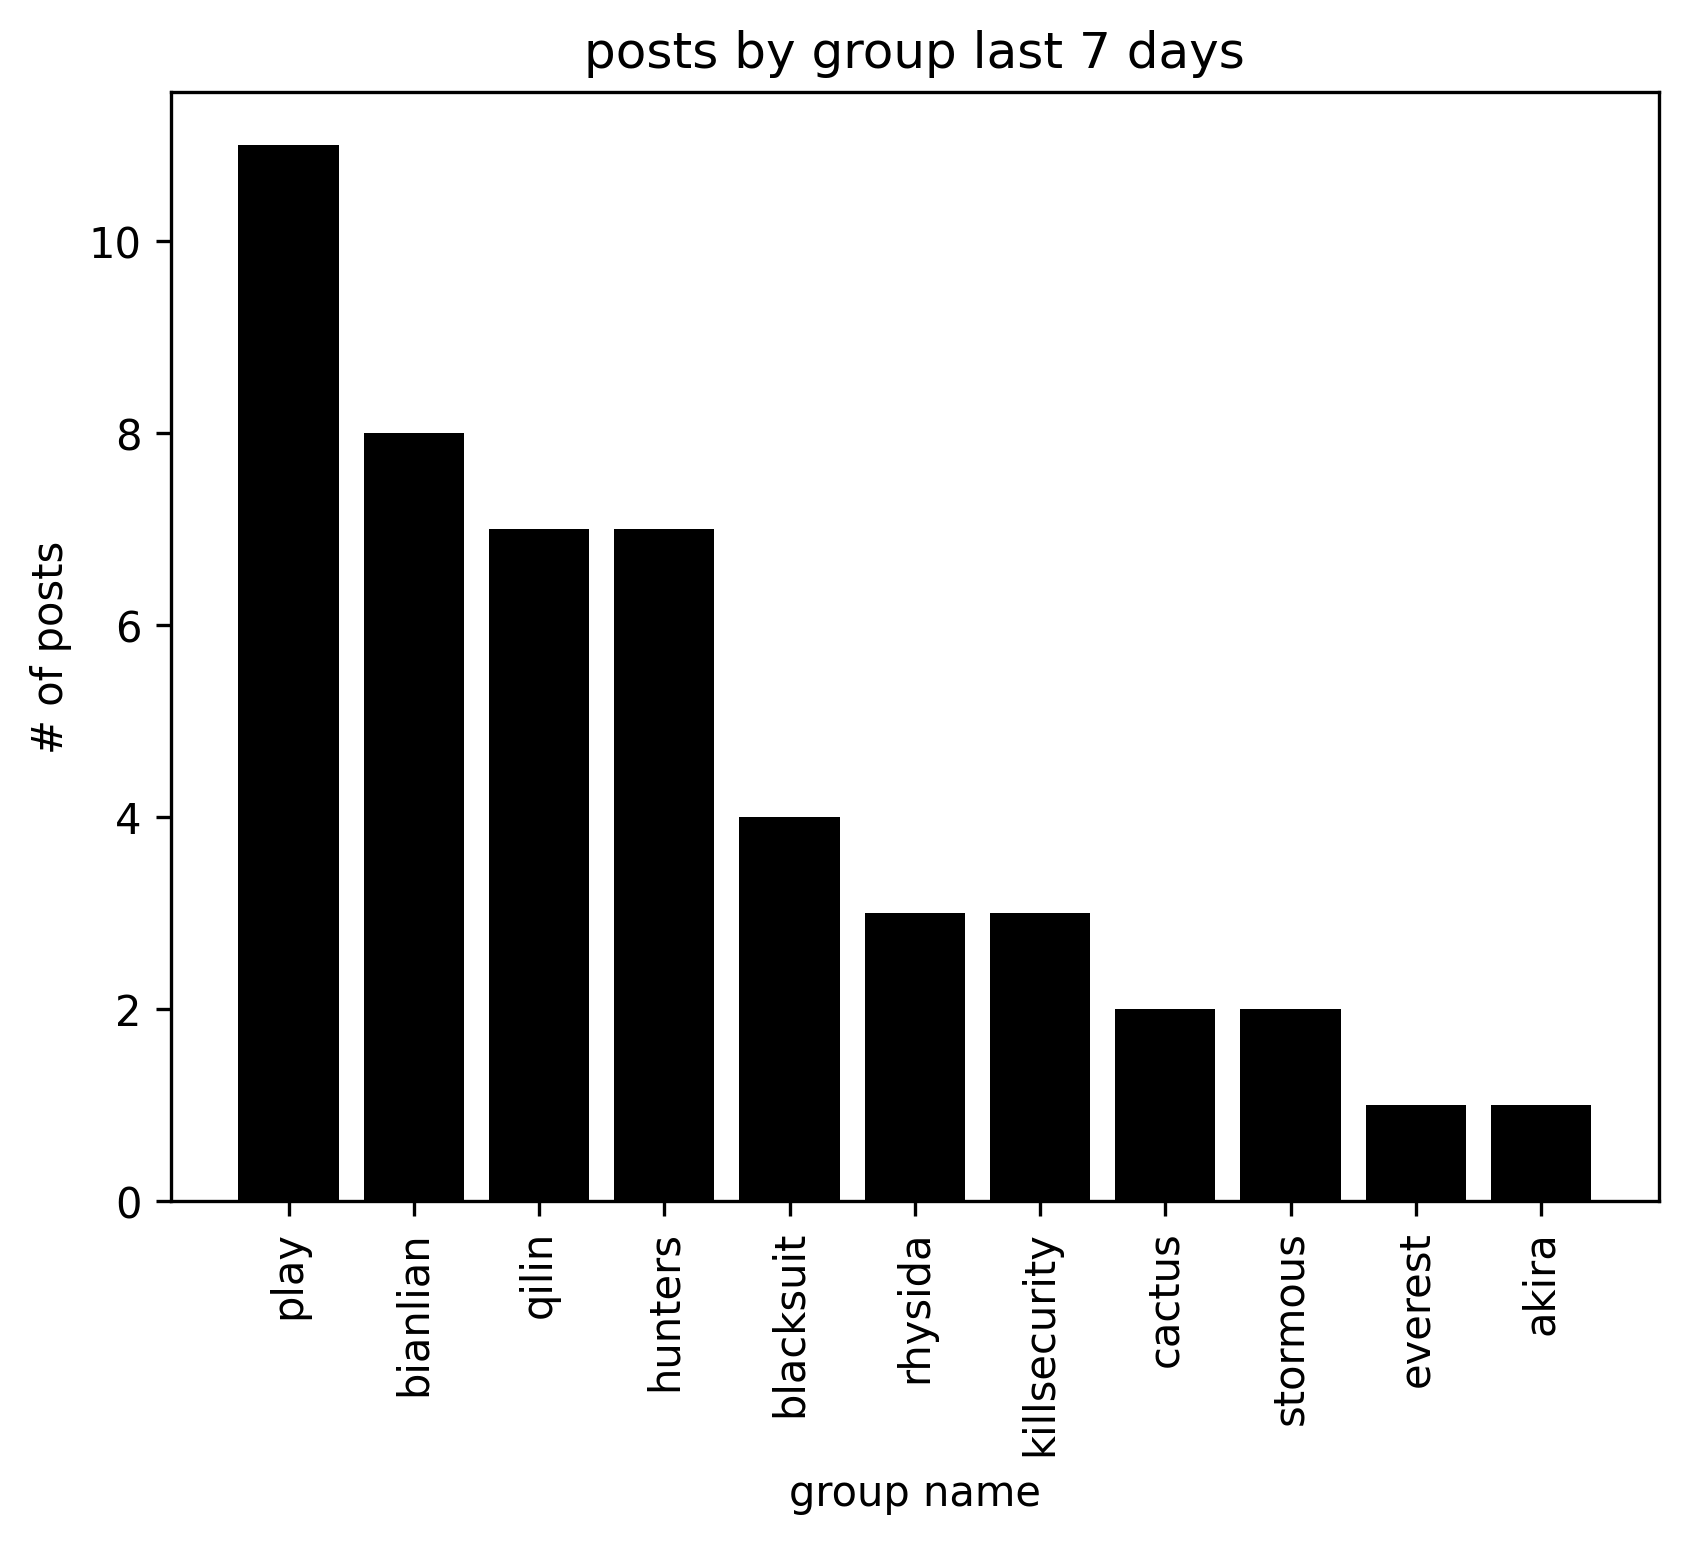 posts by group last 7 days
# of posts
10
8
6
4
2
0
play
bianlian
qilin
hunters
blacksuit
rhysida
killsecurity
cactus
stormous
everest
akira
group name